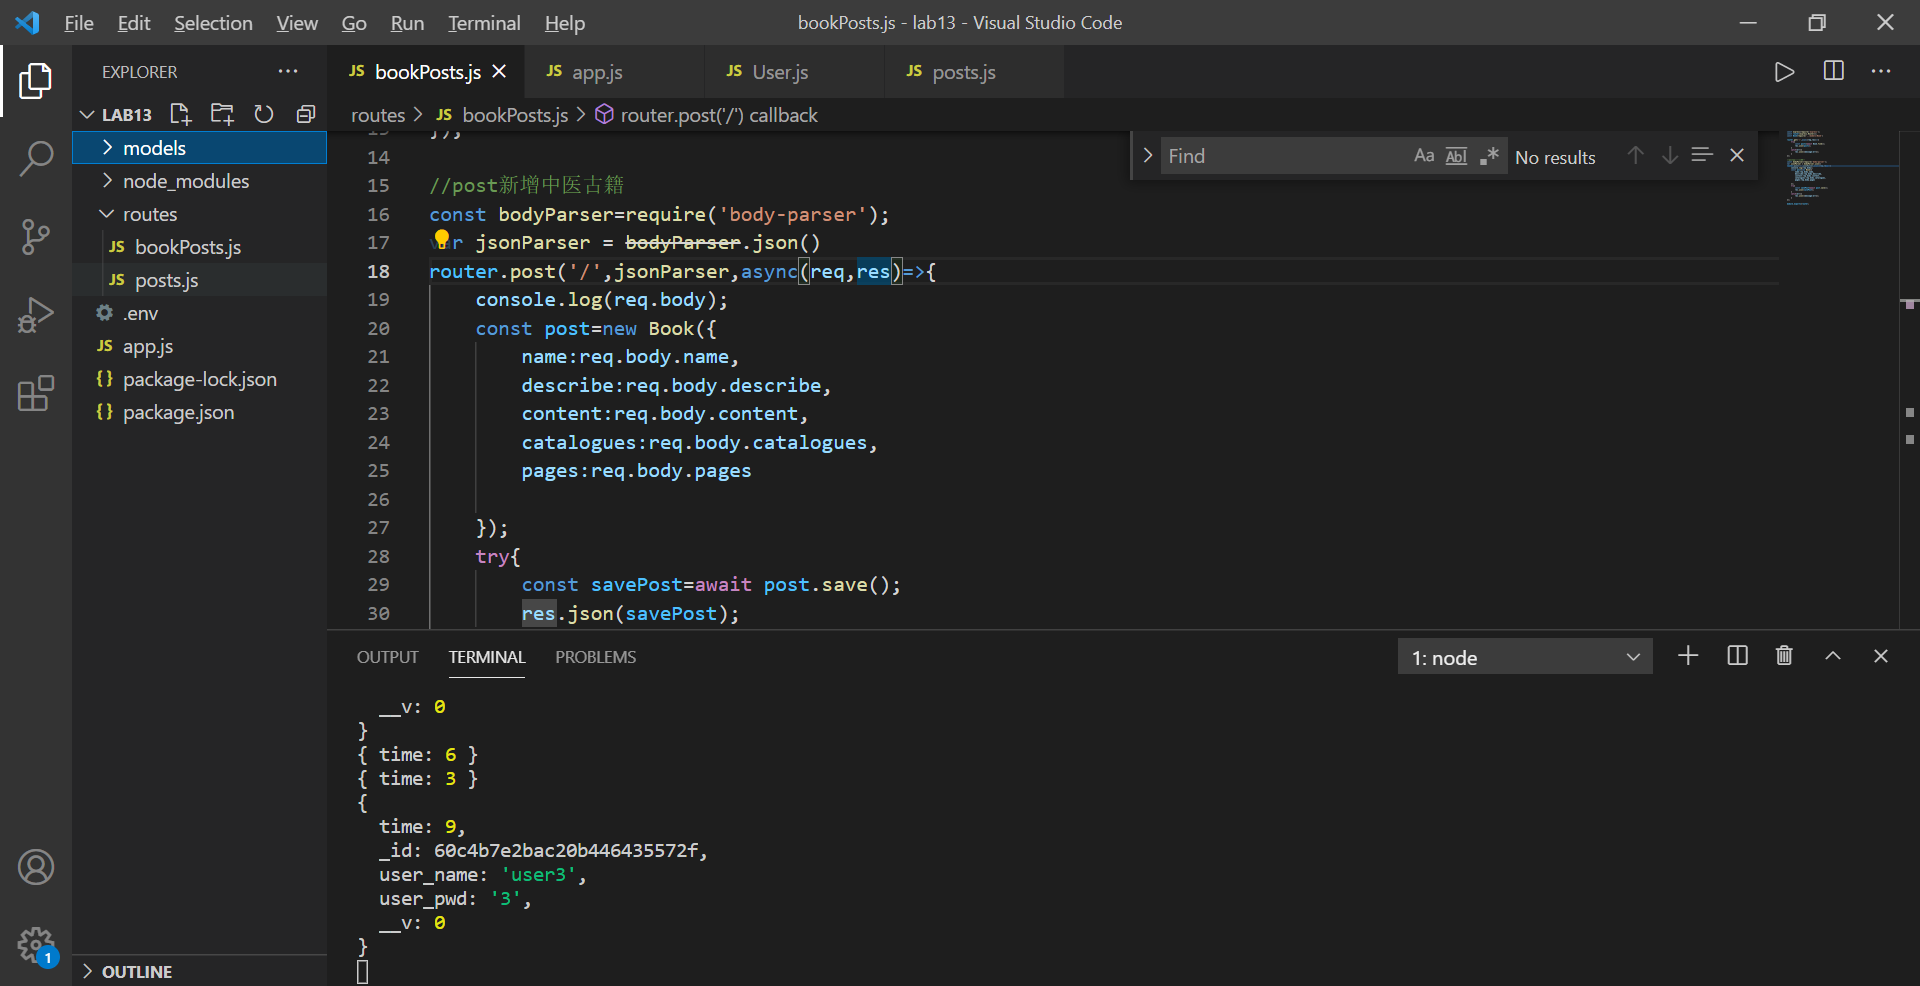 File Edit Selection View Go Run Terminal Help
bookPosts.js - lab13 - Visual Studio Code
EXPLORER
LAB13
models
node_modules
routes
JS bookPosts.js
JS posts.js
.env
JS app.js
{} package-lock.json
{} package.json
OUTLINE
1
JS bookPosts.js
JS app.js
JS User.js
JS posts.js
routes > JS bookPosts.js > router.post('/') callback
Find
Aa Abl .*
No results
14
15 //post新增中医古籍
16 const bodyParser=require('body-parser');
17 var jsonParser = bodyParser.json()
18 router.post('/',jsonParser,async(req,res)=>{
19 console.log(req.body);
20 const post=new Book({
21 name:req.body.name,
22 describe:req.body.describe,
23 content:req.body.content,
24 catalogues:req.body.catalogues,
25 pages:req.body.pages
26
27 });
28 try{
29 const savePost=await post.save();
30 res.json(savePost);
OUTPUT TERMINAL PROBLEMS
1: node
__v: 0
}
{ time: 6 }
{ time: 3 }
{
time: 9,
_id: 60c4b7e2bac20b446435572f,
user_name: 'user3',
user_pwd: '3',
__v: 0
}